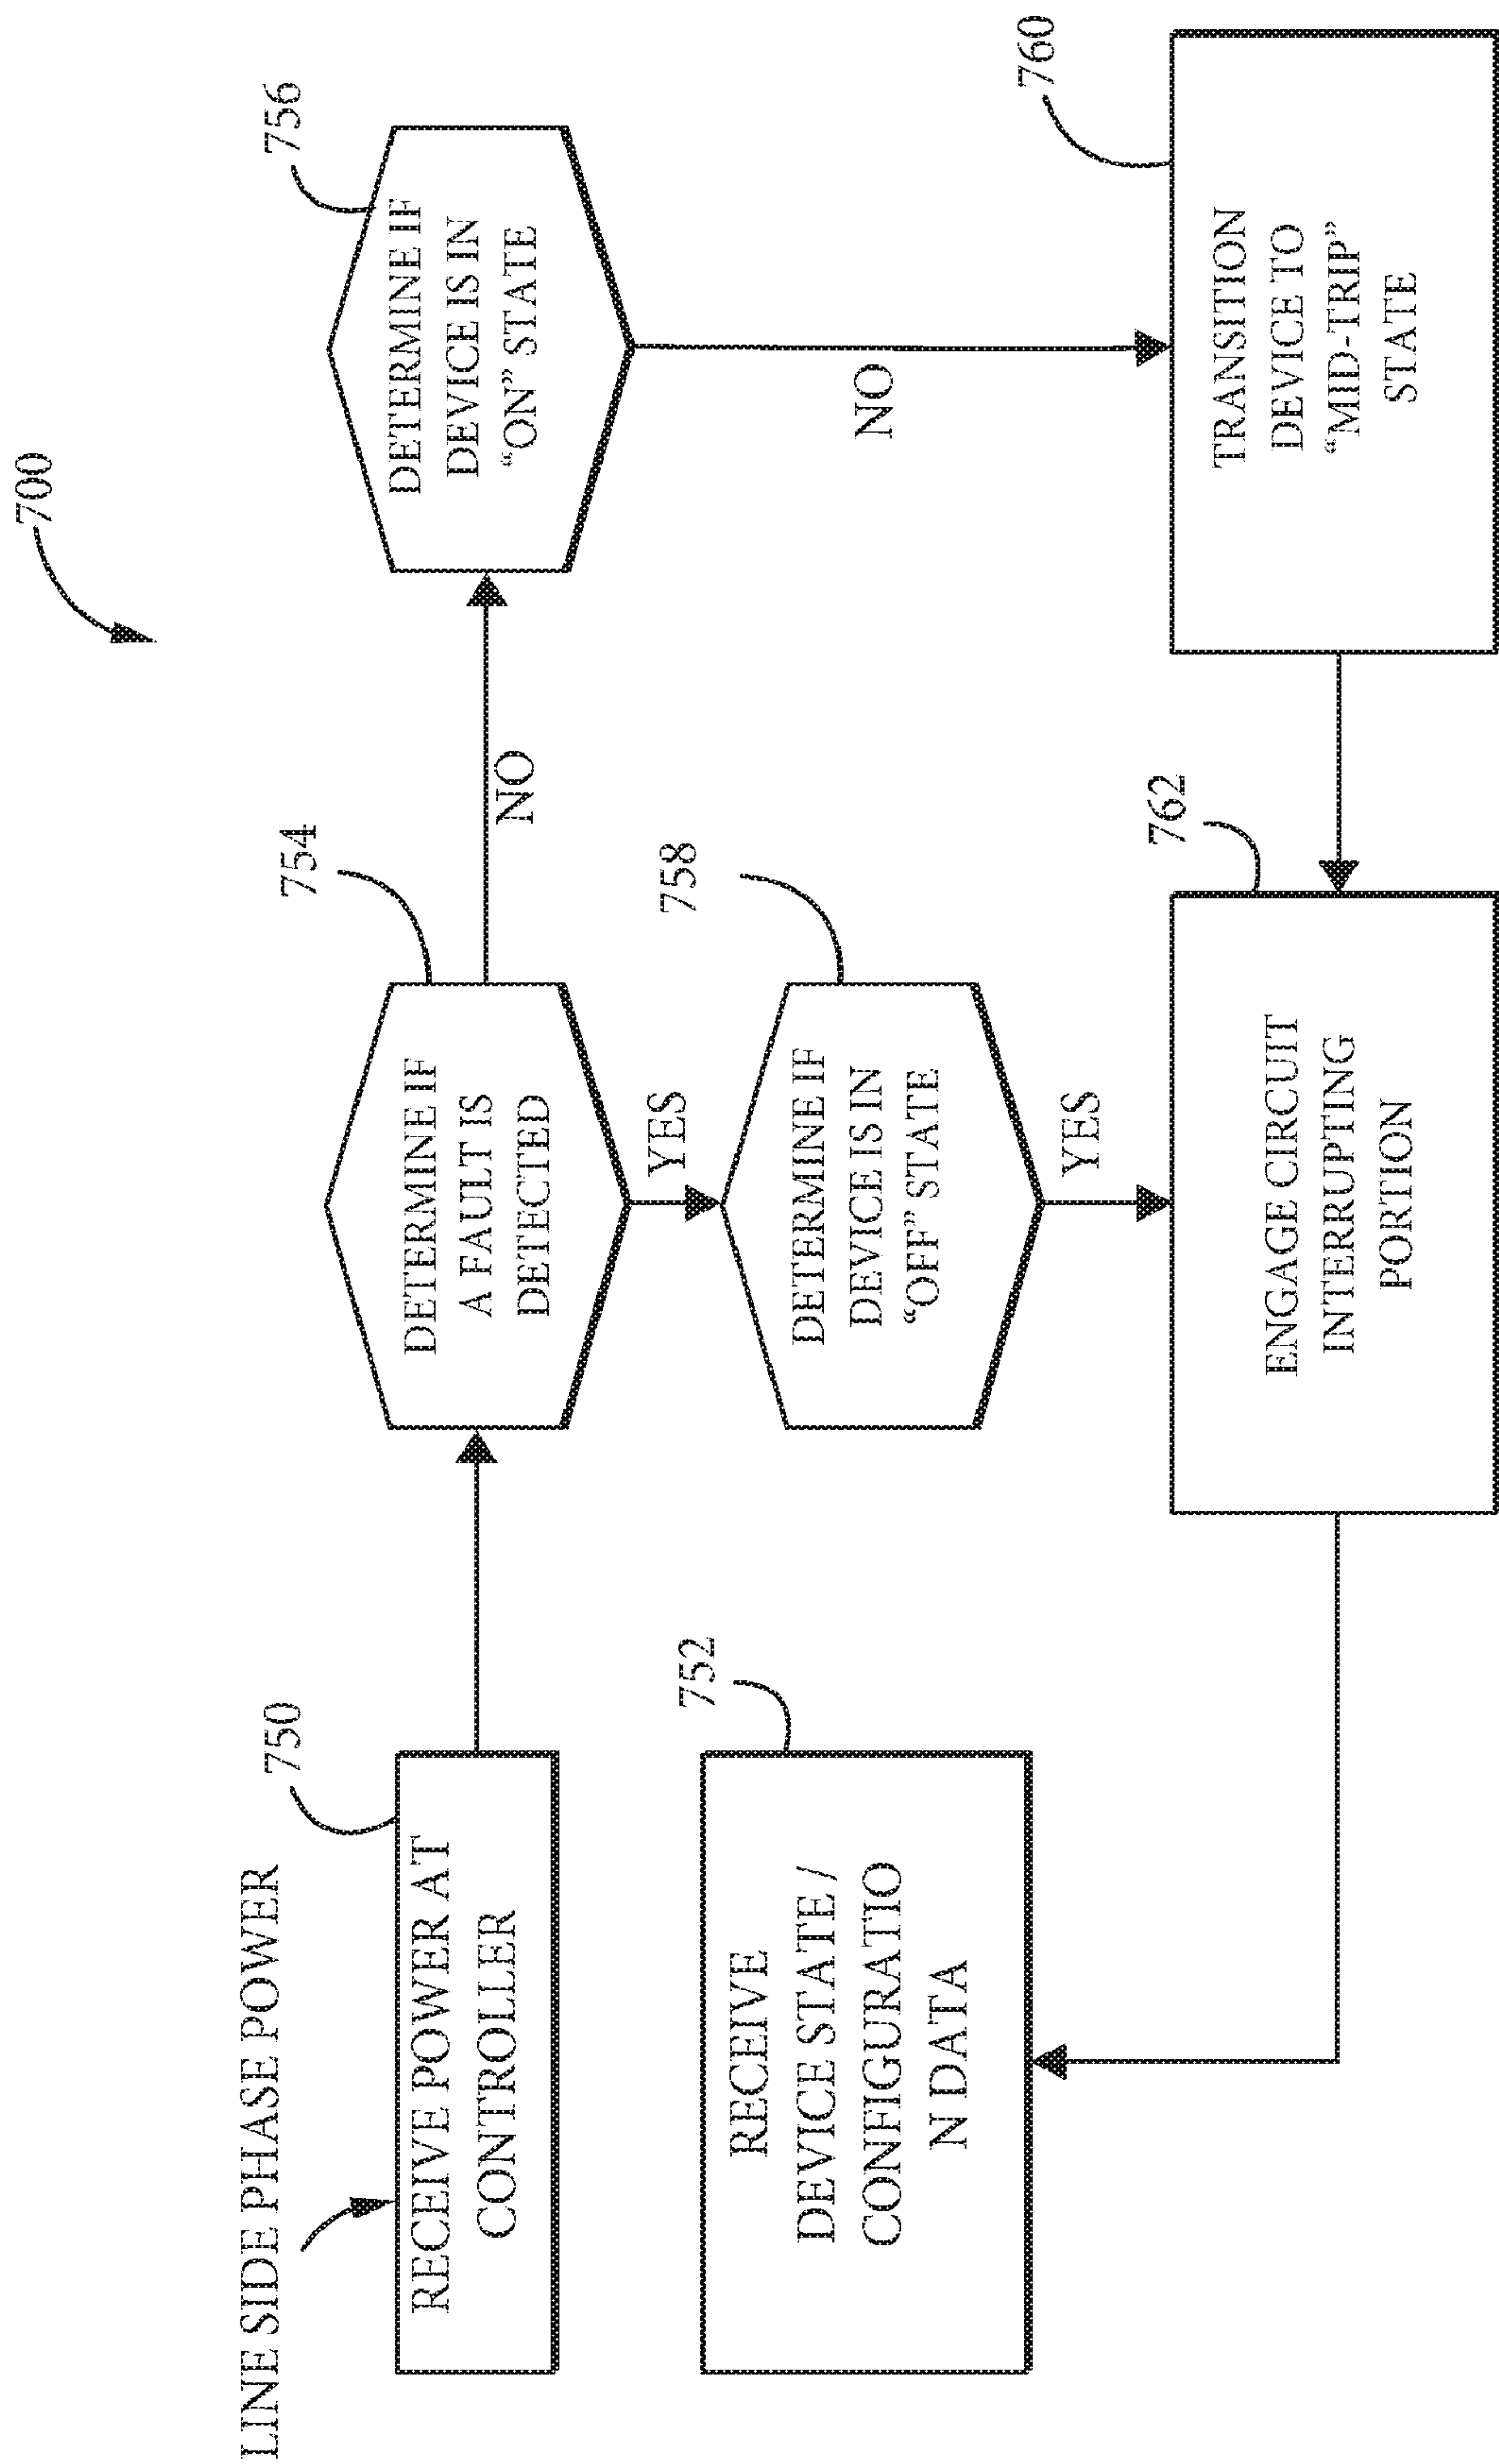 700
LINE SIDE PHASE POWER
750
RECEIVE POWER AT
CONTROLLER
754
DETERMINE IF
A FAULT IS
DETECTED
NO
756
DETERMINE IF
DEVICE IS IN
“ON” STATE
YES
NO
752
RECEIVE
DEVICE STATE /
CONFIGURATIO
N DATA
758
DETERMINE IF
DEVICE IS IN
“OFF” STATE
YES
762
ENGAGE CIRCUIT
INTERRUPTING
PORTION
760
TRANSITION
DEVICE TO
“MID-TRIP”
STATE